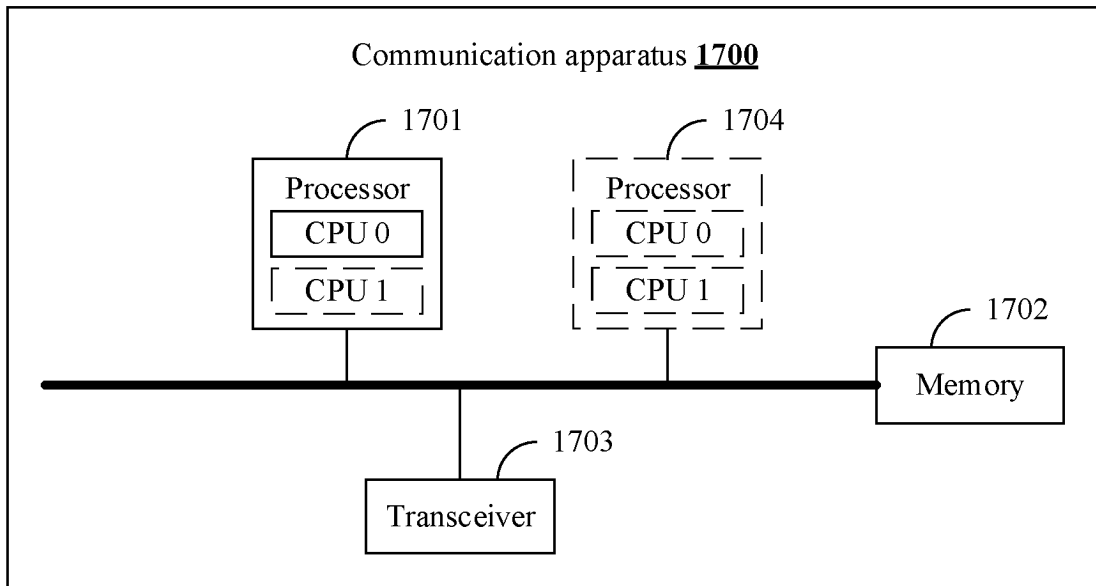 Communication apparatus 1700
1701
1704
Processor
CPU 0
CPU 1
Processor
CPU 0
CPU 1
1702
Memory
1703
Transceiver